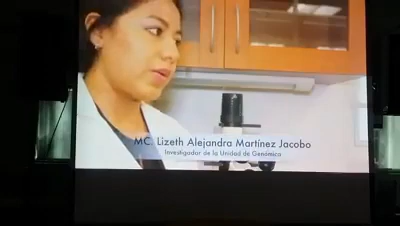 MC. Lizeth Alejandra Martínez Jacobo
Investigador de la Unidad de Genómica